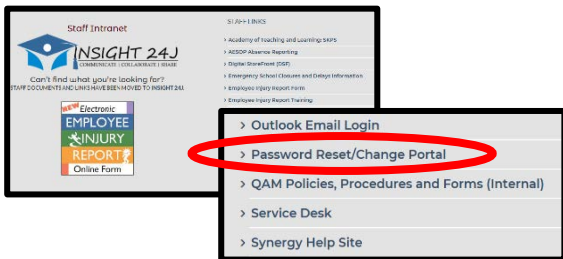 Staff Intranet
INSIGHT 24J
COMMUNICATE | COLLABORATE | SHARE
Can't find what you're looking for?
STAFF DOCUMENTS AND LINKS HAVE BEEN MOVED TO INSIGHT 24J.
NEW Electronic
EMPLOYEE
INJURY
REPORT
Online Form
STAFF LINKS
> Academy of Teaching and Learning: SKPS
> AESOP Absence Reporting
> Digital StoreFront (DSF)
> Emergency School Closures and Delays Information
> Employee Injury Report Form
> Employee Injury Report Training
> Outlook Email Login
> Password Reset/Change Portal
> QAM Policies, Procedures and Forms (Internal)
> Service Desk
> Synergy Help Site